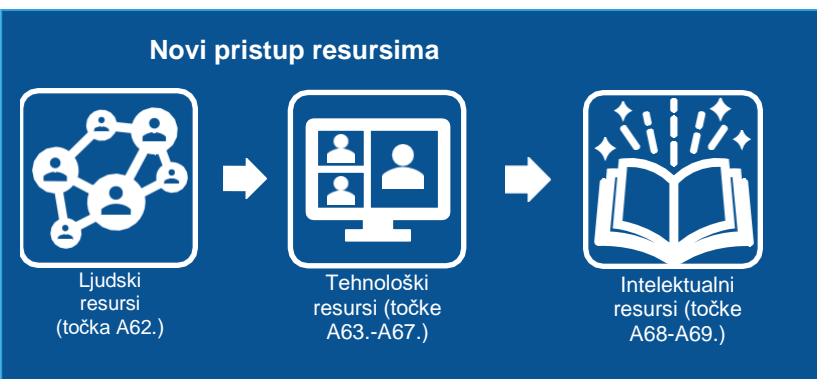 Novi pristup resursima
Ljudski
resursi
(točka A62.)
Tehnološki
resursi (točke
A63.-A67.)
Intelektualni
resursi (točke
A68-A69.)